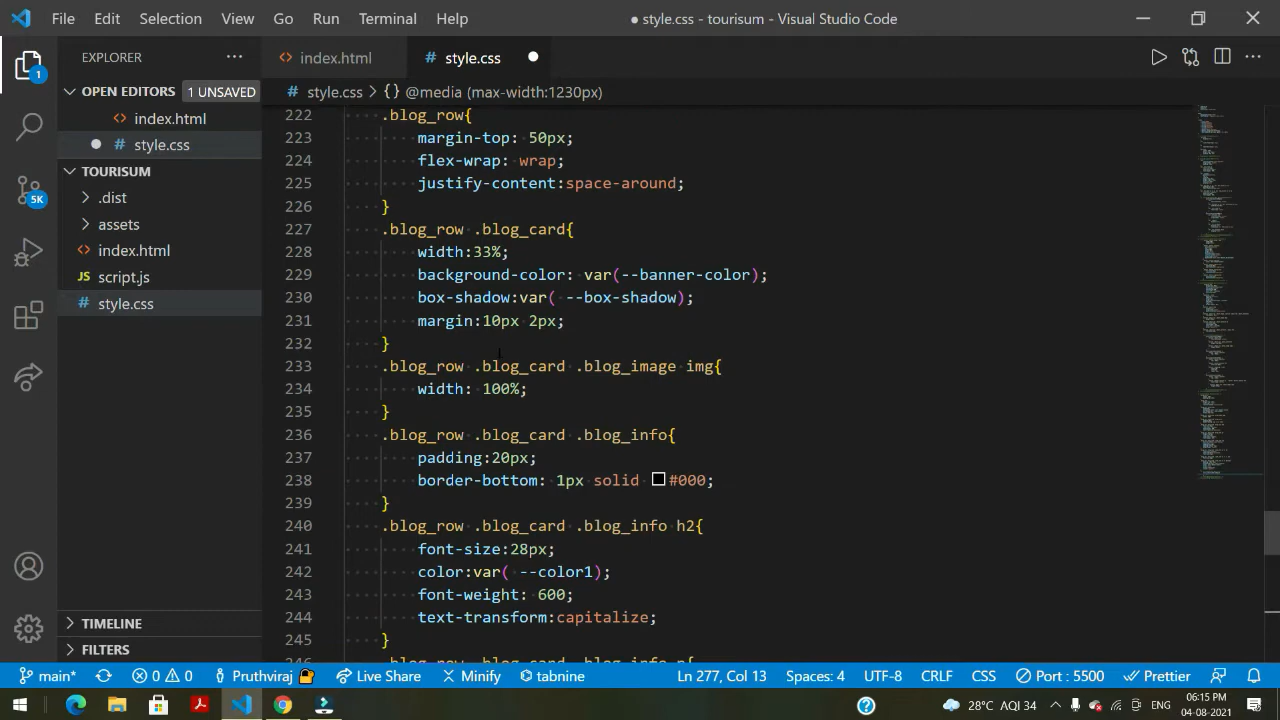 File Edit Selection View Go Run Terminal Help
● style.css - tourisum - Visual Studio Code
EXPLORER
index.html
# style.css
OPEN EDITORS 1 UNSAVED
# style.css > {} @media (max-width:1230px)
index.html
style.css
TOURISUM
.dist
assets
<> index.html
JS script.js
# style.css
TIMELINE
FILTERS
1
5K
222 .blog_row{
223 margin-top: 50px;
224 flex-wrap: wrap;
225 justify-content:space-around;
226 }
227 .blog_row .blog_card{
228 width:33%;
229 background-color: var(--banner-color);
230 box-shadow:var( --box-shadow);
231 margin:10px 2px;
232 }
233 .blog_row .blog_card .blog_image img{
234 width: 100%;
235 }
236 .blog_row .blog_card .blog_info{
237 padding:20px;
238 border-bottom: 1px solid #000;
239 }
240 .blog_row .blog_card .blog_info h2{
241 font-size:28px;
242 color:var( --color1);
243 font-weight: 600;
244 text-transform:capitalize;
245 }
main* 0 0 Pruthviraj Live Share Minify tabnine Ln 277, Col 13 Spaces: 4 UTF-8 CRLF CSS Port : 5500 Prettier
28°C AQI 34 ENG 06:15 PM
04-08-2021